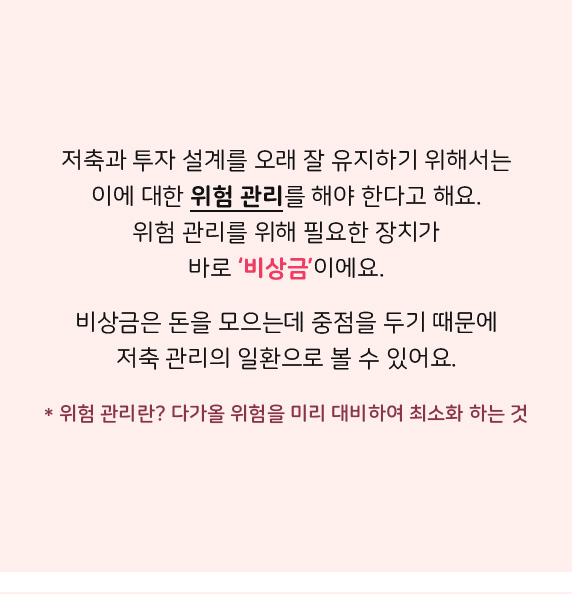 저축과 투자 설계를 오래 잘 유지하기 위해서는
이에 대한 위험 관리를 해야 한다고 해요.
위험 관리를 위해 필요한 장치가
바로 ‘비상금’이에요.
비상금은 돈을 모으는데 중점을 두기 때문에
저축 관리의 일환으로 볼 수 있어요.
* 위험 관리란? 다가올 위험을 미리 대비하여 최소화 하는 것